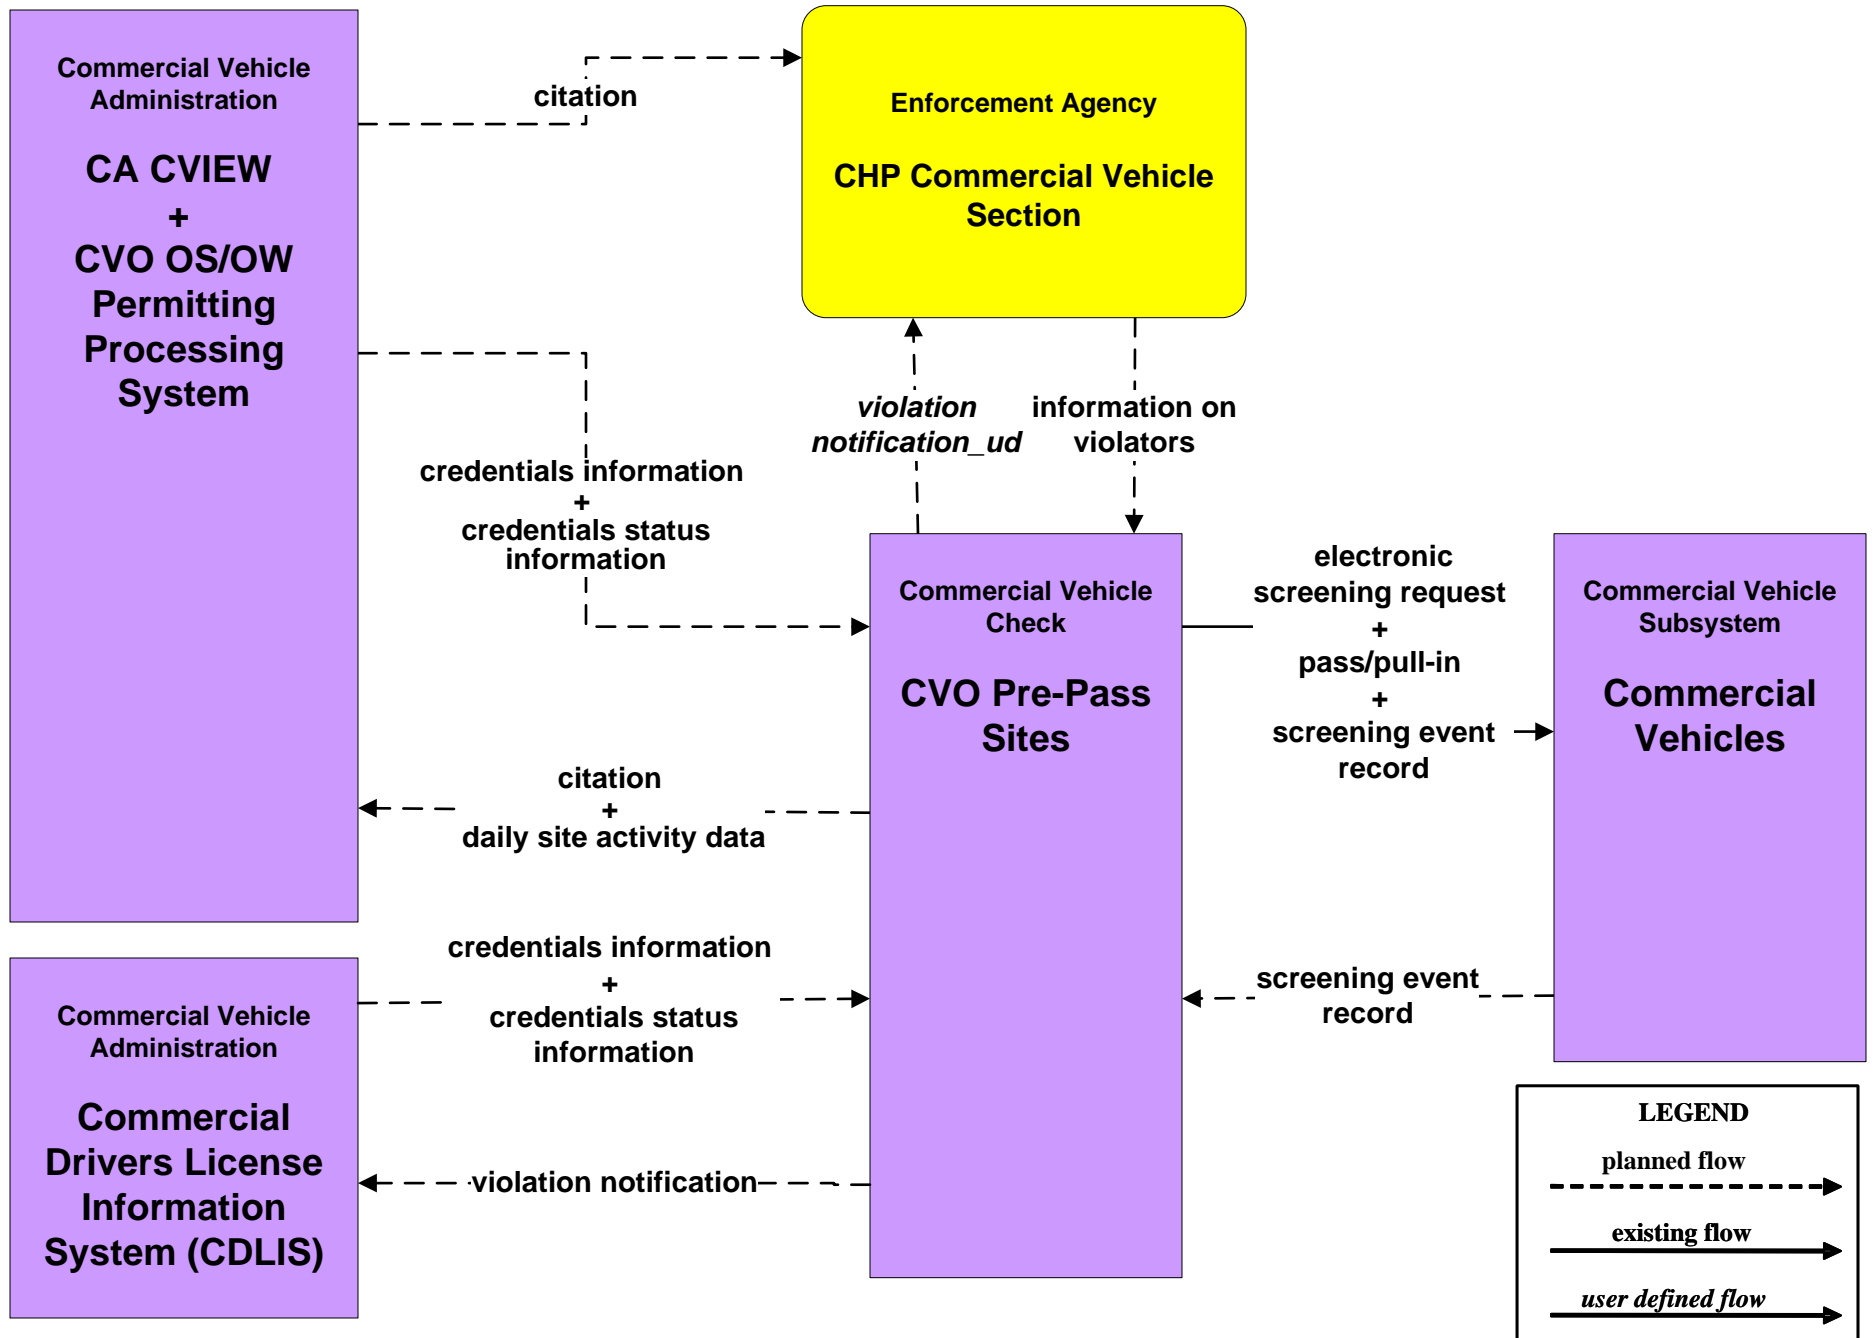 Commercial Vehicle
Administration
CA CVIEW
+
CVO OS/OW
Permitting
Processing
System
citation
Enforcement Agency
CHP Commercial Vehicle
Section
violation
notification_ud
information on
violators
credentials information
+
credentials status
information
Commercial Vehicle
Check
CVO Pre-Pass
Sites
electronic
screening request
+
pass/pull-in
+
screening event
record
Commercial Vehicle
Subsystem
Commercial
Vehicles
citation
+
daily site activity data
credentials information
+
credentials status
information
screening event
record
Commercial Vehicle
Administration
Commercial
Drivers License
Information
System (CDLIS)
violation notification
LEGEND
planned flow
existing flow
user defined flow